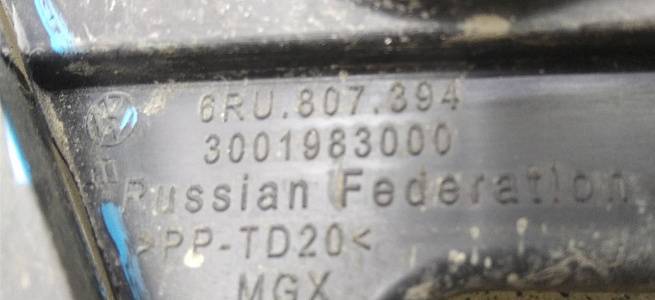 6RU.807.394
3001983000
Russian Federation
>PP-TD20<
MGX